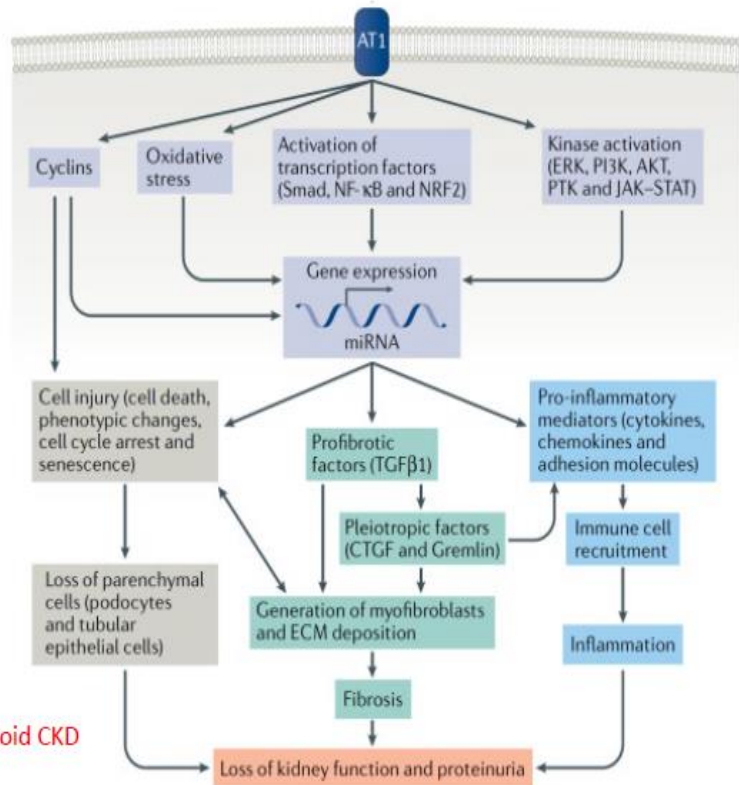 AT1
Cyclins
Oxidative
stress
Activation of
transcription factors
(Smad, NF-κB and NRF2)
Kinase activation
(ERK, PI3K, AKT,
PTK and JAK–STAT)
Gene expression
miRNA
Cell injury (cell death,
phenotypic changes,
cell cycle arrest and
senescence)
Profibrotic
factors (TGFβ1)
Pro-inflammatory
mediators (cytokines,
chemokines and
adhesion molecules)
Pleiotropic factors
(CTGF and Gremlin)
Immune cell
recruitment
Loss of parenchymal
cells (podocytes
and tubular
epithelial cells)
Generation of myofibroblasts
and ECM deposition
Inflammation
Fibrosis
oid CKD
Loss of kidney function and proteinuria